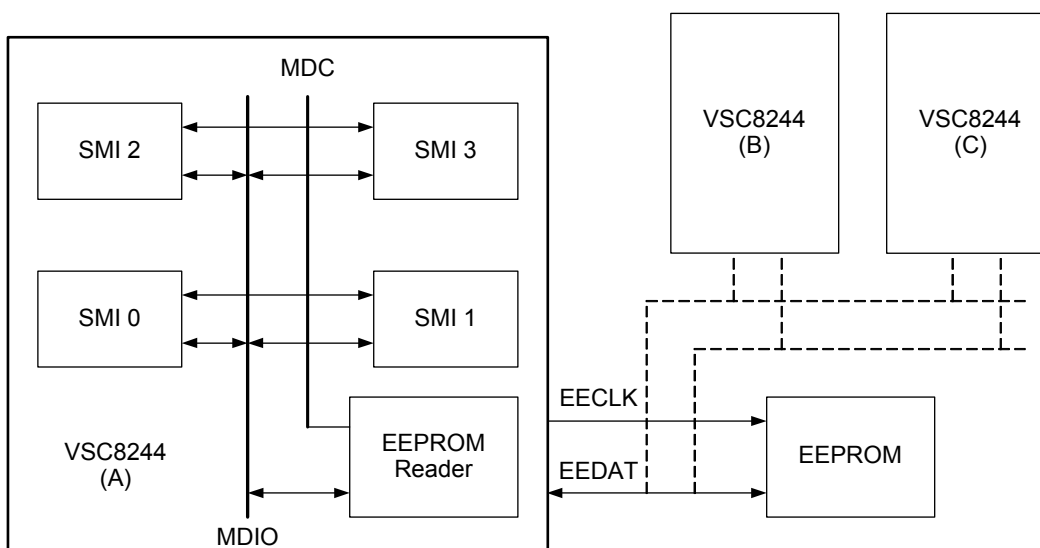 MDC
SMI 2
SMI 3
SMI 0
SMI 1
VSC8244
(A)
EEPROM
Reader
MDIO
VSC8244
(B)
VSC8244
(C)
EECLK
EEDAT
EEPROM